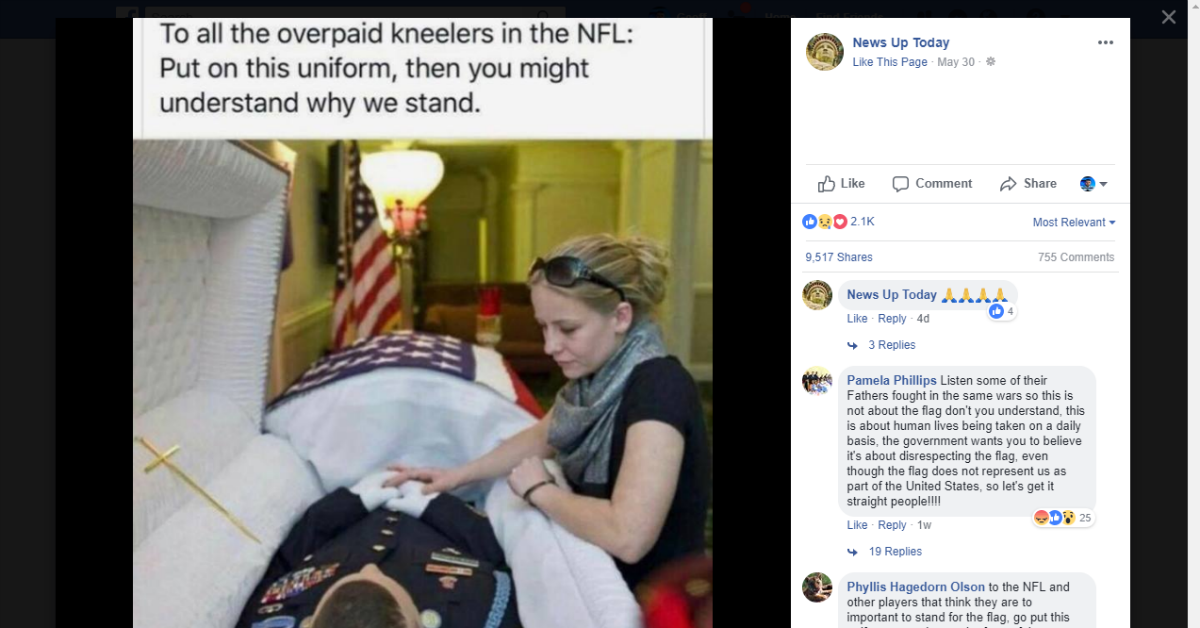 To all the overpaid kneelers in the NFL:
Put on this uniform, then you might
understand why we stand.
News Up Today
Like This Page · May 30 ·
Like Comment Share
2.1K Most Relevant
9,517 Shares 755 Comments
News Up Today 🙏🙏🙏🙏
4
Like · Reply · 4d
3 Replies
Pamela Phillips Listen some of their
Fathers fought in the same wars so this is
not about the flag don't you understand, this
is about human lives being taken on a daily
basis, the government wants you to believe
it's about disrespecting the flag, even
though the flag does not represent us as
part of the United States, so let's get it
straight people!!!!
25
Like · Reply · 1w
19 Replies
Phyllis Hagedorn Olson to the NFL and
other players that think they are to
important to stand for the flag, go put this